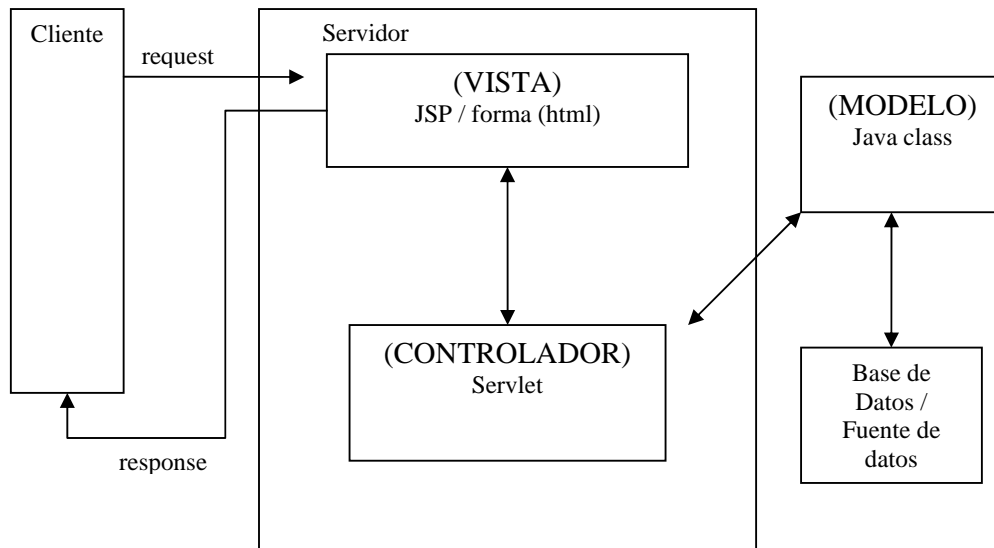 Cliente
request
response
Servidor
(VISTA)
JSP / forma (html)
(CONTROLADOR)
Servlet
(MODELO)
Java class
Base de
Datos /
Fuente de
datos